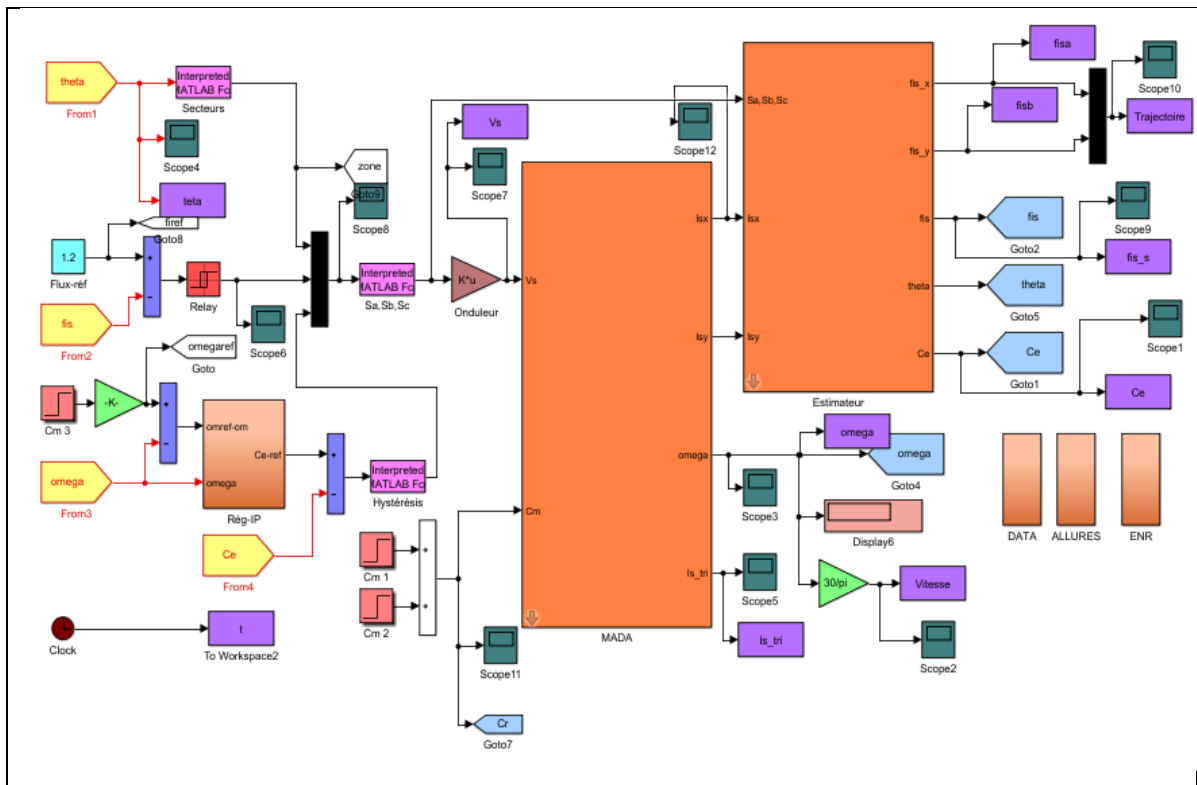 theta
From1
Interpreted
MATLAB Fc
Secteurs
Scope4
teta
firef
Goto8
zone
Goto9
Scope8
1.2
Flux-réf
+
−
Relay
fis
From2
Scope6
Interpreted
MATLAB Fc
Sa,Sb,Sc
K*u
Onduleur
Vs
Scope7
Scope12
omegaref
Goto
Cm 3
-K-
+
−
omref-om
Ce-ref
omega
Rég-IP
omega
From3
Ce
From4
+
−
Interpreted
MATLAB Fc
Hystérésis
Cm 1
Cm 2
+
+
Scope11
Cr
Goto7
Clock
t
To Workspace2
Vs
Cm
Isx
Isy
omega
Is_tri
MADA
Sa,Sb,Sc
Isx
Isy
fis_x
fis_y
fis
theta
Ce
Estimateur
fisa
fisb
Scope10
Trajectoire
fis
Goto2
Scope9
fis_s
theta
Goto5
Ce
Goto1
Scope1
Ce
omega
omega
Goto4
Scope3
Display6
Scope5
Is_tri
30/pi
Vitesse
Scope2
DATA
ALLURES
ENR